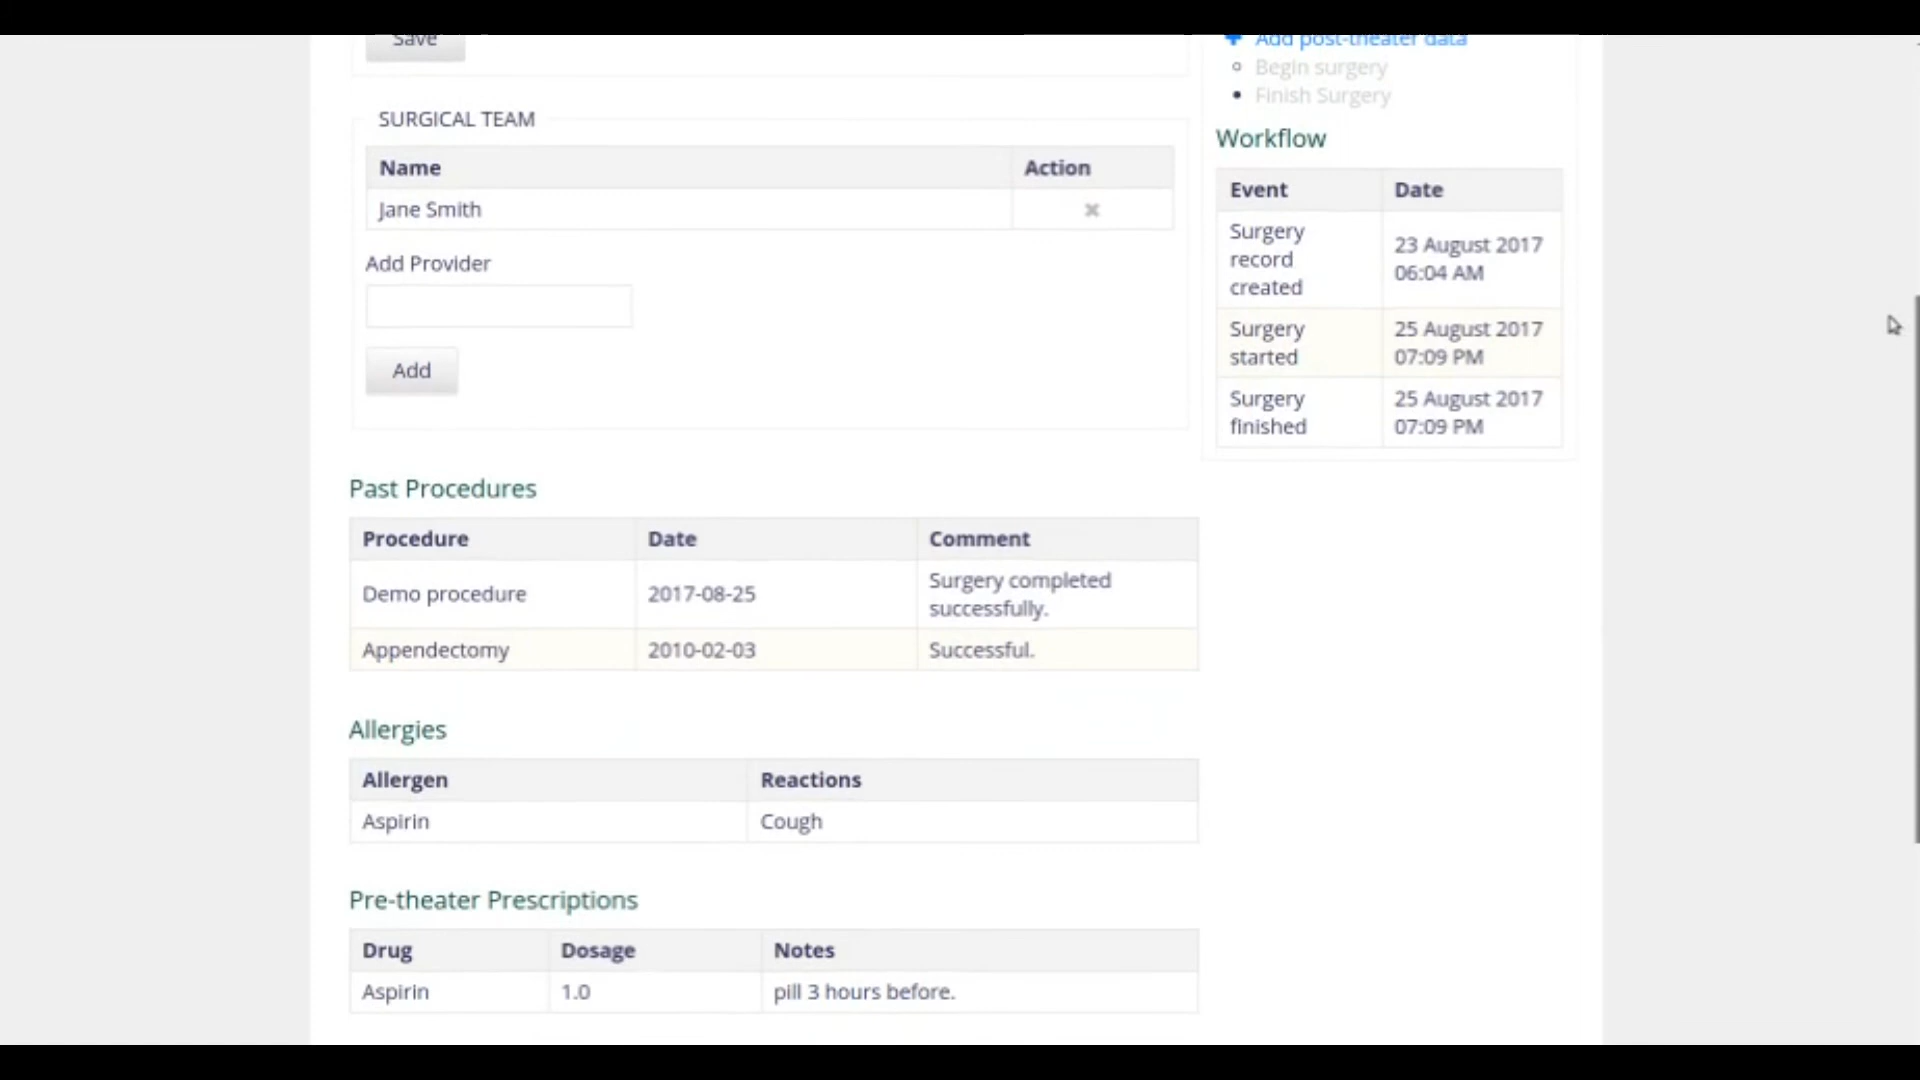 Save
SURGICAL TEAM
Name Action
Jane Smith
Add Provider
Add
Past Procedures
Procedure Date Comment
Demo procedure 2017-08-25 Surgery completed
successfully.
Appendectomy 2010-02-03 Successful.
Allergies
Allergen Reactions
Aspirin Cough
Pre-theater Prescriptions
Drug Dosage Notes
Aspirin 1.0 pill 3 hours before.
Add post-theater data
Begin surgery
Finish Surgery
Workflow
Event Date
Surgery
record
created
23 August 2017
06:04 AM
Surgery
started
25 August 2017
07:09 PM
Surgery
finished
25 August 2017
07:09 PM